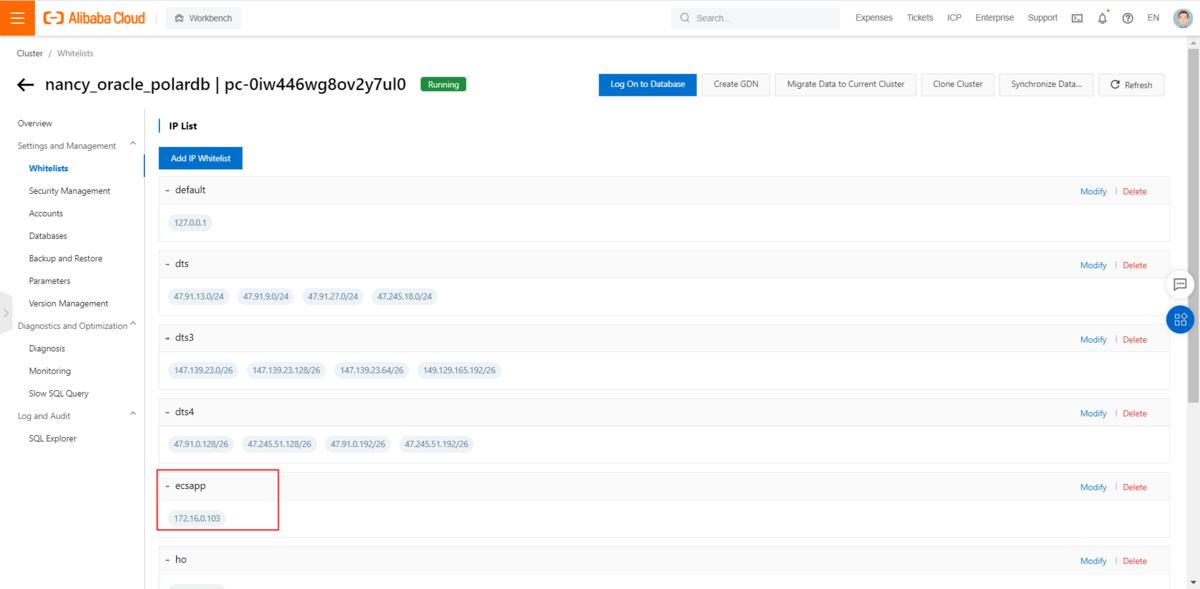 Alibaba Cloud Workbench Search... Expenses Tickets ICP Enterprise Support EN
Cluster / Whitelists
nancy_oracle_polardb | pc-0iw446wg8ov2y7ul0 Running Log On to Database Create GDN Migrate Data to Current Cluster Clone Cluster Synchronize Data... Refresh
Overview
Settings and Management
Whitelists
Security Management
Accounts
Databases
Backup and Restore
Parameters
Version Management
Diagnostics and Optimization
Diagnosis
Monitoring
Slow SQL Query
Log and Audit
SQL Explorer
IP List
Add IP Whitelist
- default Modify | Delete
127.0.0.1
- dts Modify | Delete
47.91.13.0/24 47.91.9.0/24 47.91.27.0/24 47.245.18.0/24
- dts3 Modify | Delete
147.139.23.0/26 147.139.23.128/26 147.139.23.64/26 149.129.165.192/26
- dts4 Modify | Delete
47.91.0.128/26 47.245.51.128/26 47.91.0.192/26 47.245.51.192/26
- ecsapp Modify | Delete
172.16.0.103
- ho Modify | Delete